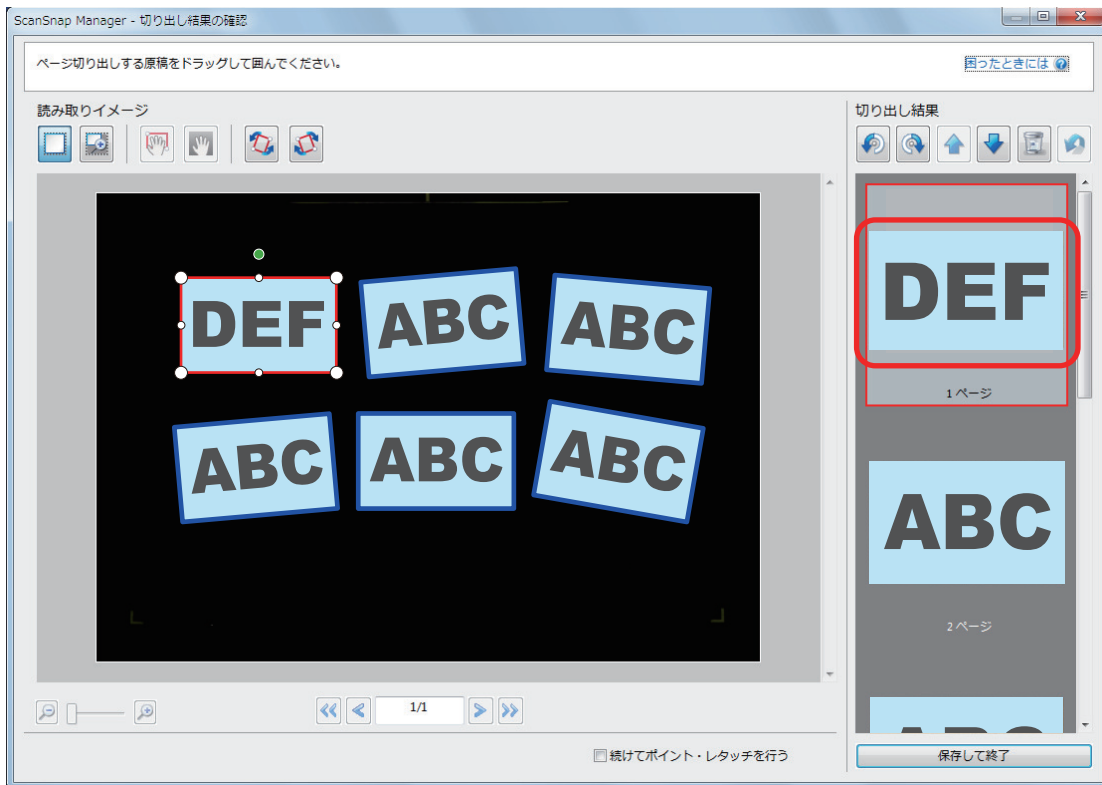 ScanSnap Manager - 切り出し結果の確認
ページ切り出しする原稿をドラッグして囲んでください。
困ったときには
読み取りイメージ
切り出し結果
DEF
ABC
ABC
ABC
ABC
ABC
DEF
1 ページ
ABC
2 ページ
ABC
1/1
続けてポイント・レタッチを行う
保存して終了